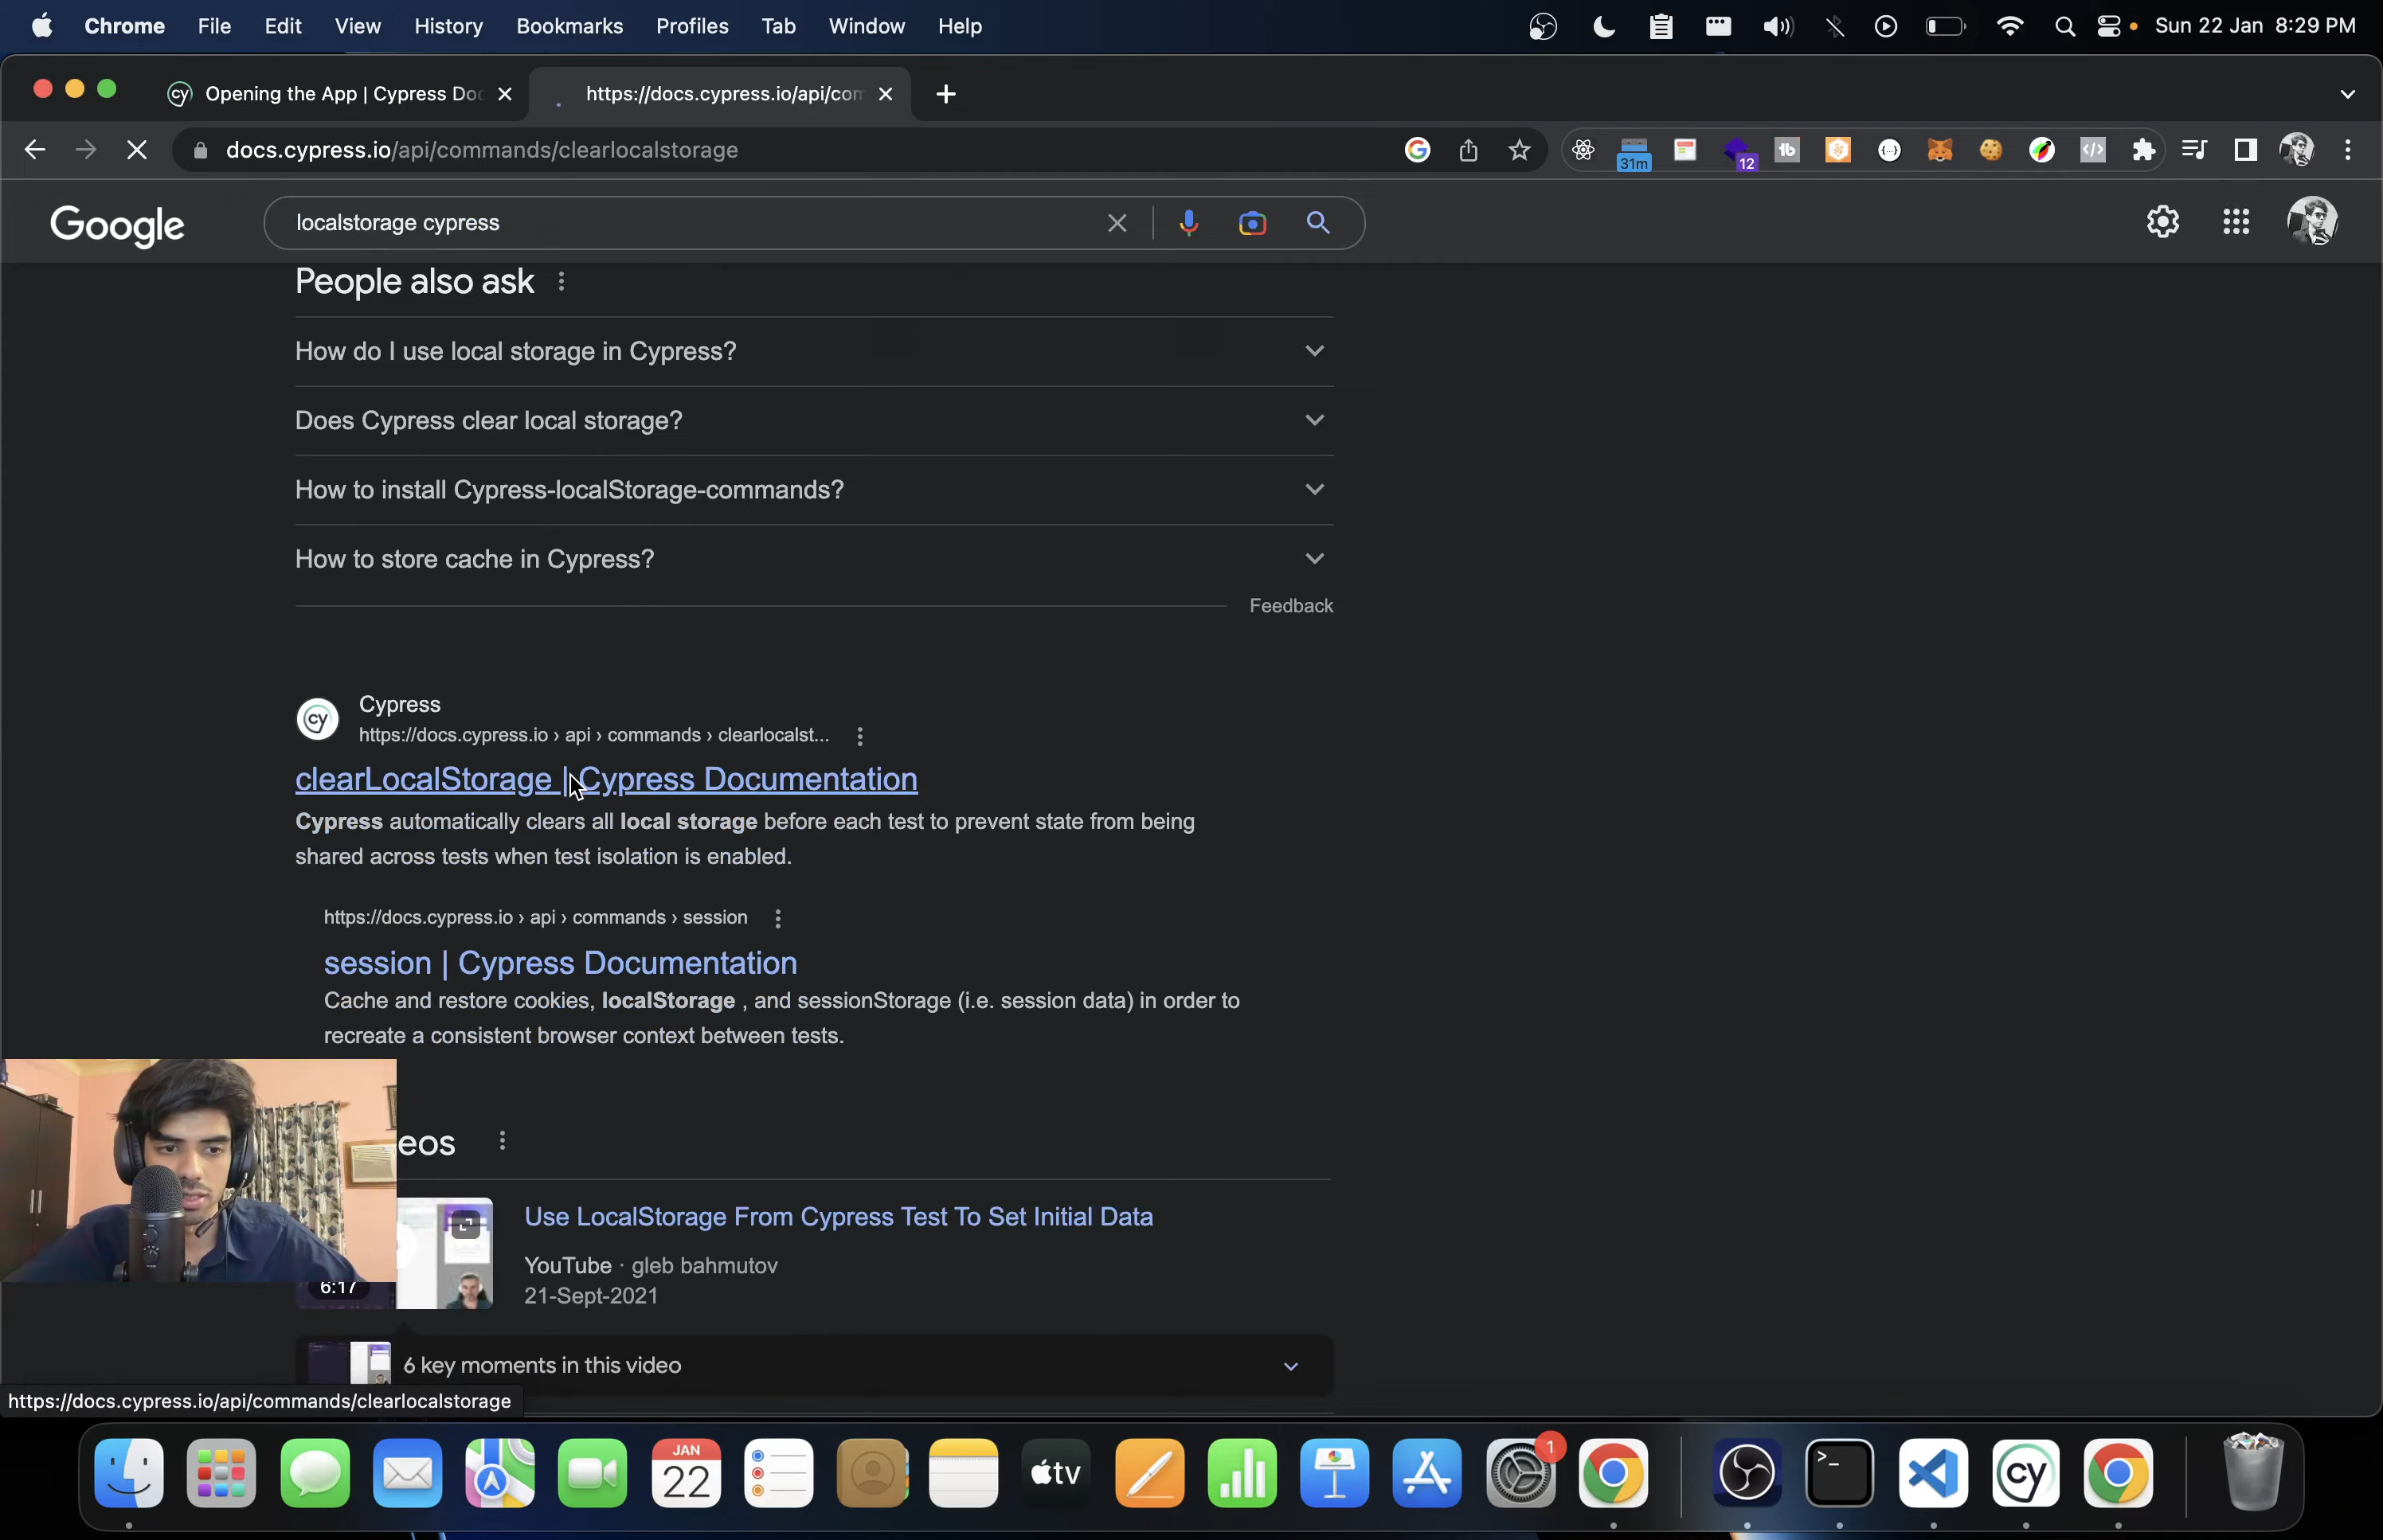 Chrome File Edit View History Bookmarks Profiles Tab Window Help Sun 22 Jan 8:29 PM
cy Opening the App | Cypress Doc https://docs.cypress.io/api/com
docs.cypress.io/api/commands/clearlocalstorage 31m 12 tb
Google localstorage cypress
People also ask
How do I use local storage in Cypress?
Does Cypress clear local storage?
How to install Cypress-localStorage-commands?
How to store cache in Cypress?
Feedback
cy Cypress
https://docs.cypress.io › api › commands › clearlocalst...
clearLocalStorage | Cypress Documentation
Cypress automatically clears all local storage before each test to prevent state from being
shared across tests when test isolation is enabled.
https://docs.cypress.io › api › commands › session
session | Cypress Documentation
Cache and restore cookies, localStorage , and sessionStorage (i.e. session data) in order to
recreate a consistent browser context between tests.
eos
Use LocalStorage From Cypress Test To Set Initial Data
YouTube · gleb bahmutov
6:17
21-Sept-2021
6 key moments in this video
https://docs.cypress.io/api/commands/clearlocalstorage
JAN
22
tv
1
>_
cy